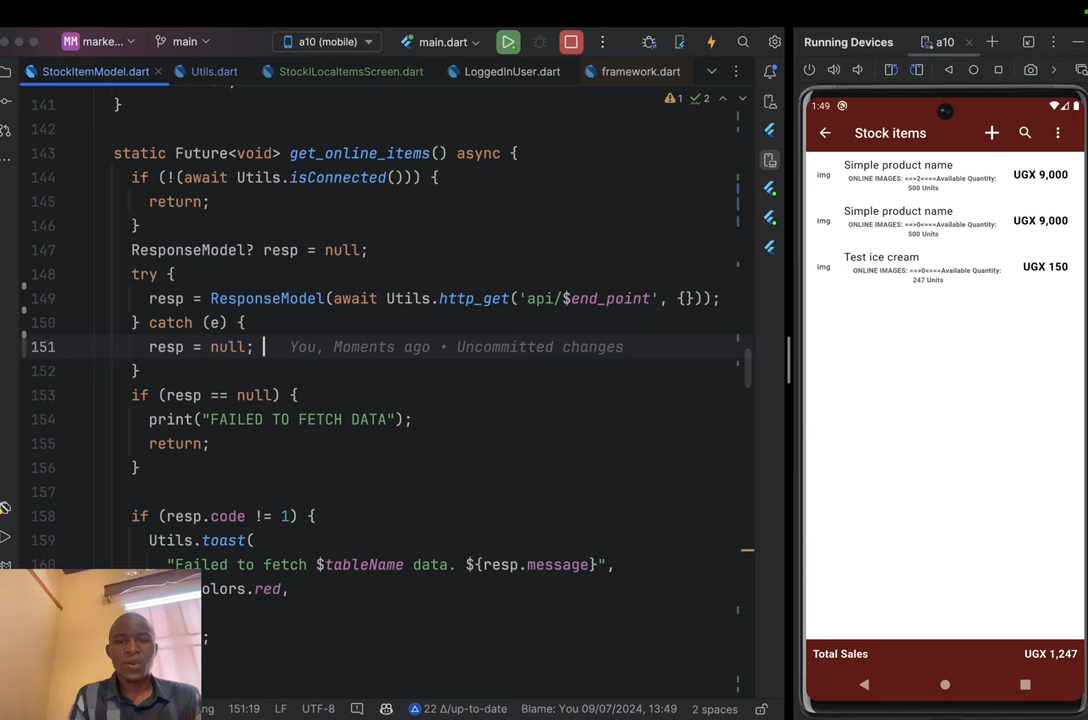 MM marke... main a10 (mobile) main.dart
StockItemModel.dart Utils.dart StocklLocaltemsScreen.dart LoggedInUser.dart framework.dart
1 2
141 }
142
143 static Future<void> get_online_items() async {
144 if (!(await Utils.isConnected())) {
145 return;
146 }
147 ResponseModel? resp = null;
148 try {
149 resp = ResponseModel(await Utils.http_get('api/$end_point', {}));
150 } catch (e) {
151 resp = null; You, Moments ago • Uncommitted changes
152 }
153 if (resp == null) {
154 print("FAILED TO FETCH DATA");
155 return;
156 }
157
158 if (resp.code != 1) {
159 Utils.toast(
160 "Failed to fetch $tableName data. ${resp.message}",
olors.red,
;
ng 151:19 LF UTF-8 22 Δ/up-to-date Blame: You 09/07/2024, 13:49 2 spaces
Running Devices a10
1:49
Stock items
Simple product name
img ONLINE IMAGES: ==>2<===Available Quantity: UGX 9,000
500 Units
Simple product name
img ONLINE IMAGES: ==>0<===Available Quantity: UGX 9,000
500 Units
Test ice cream
img ONLINE IMAGES: ==>0<===Available Quantity: UGX 150
247 Units
Total Sales UGX 1,247